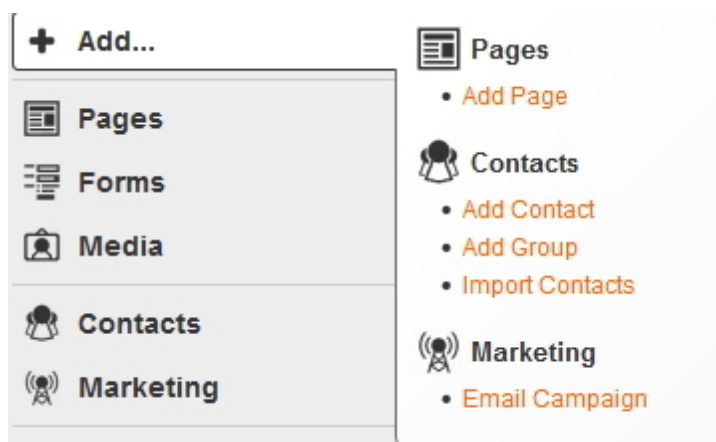 Add...
Pages
Forms
Media
Contacts
Marketing
Pages
• Add Page
Contacts
• Add Contact
• Add Group
• Import Contacts
Marketing
• Email Campaign